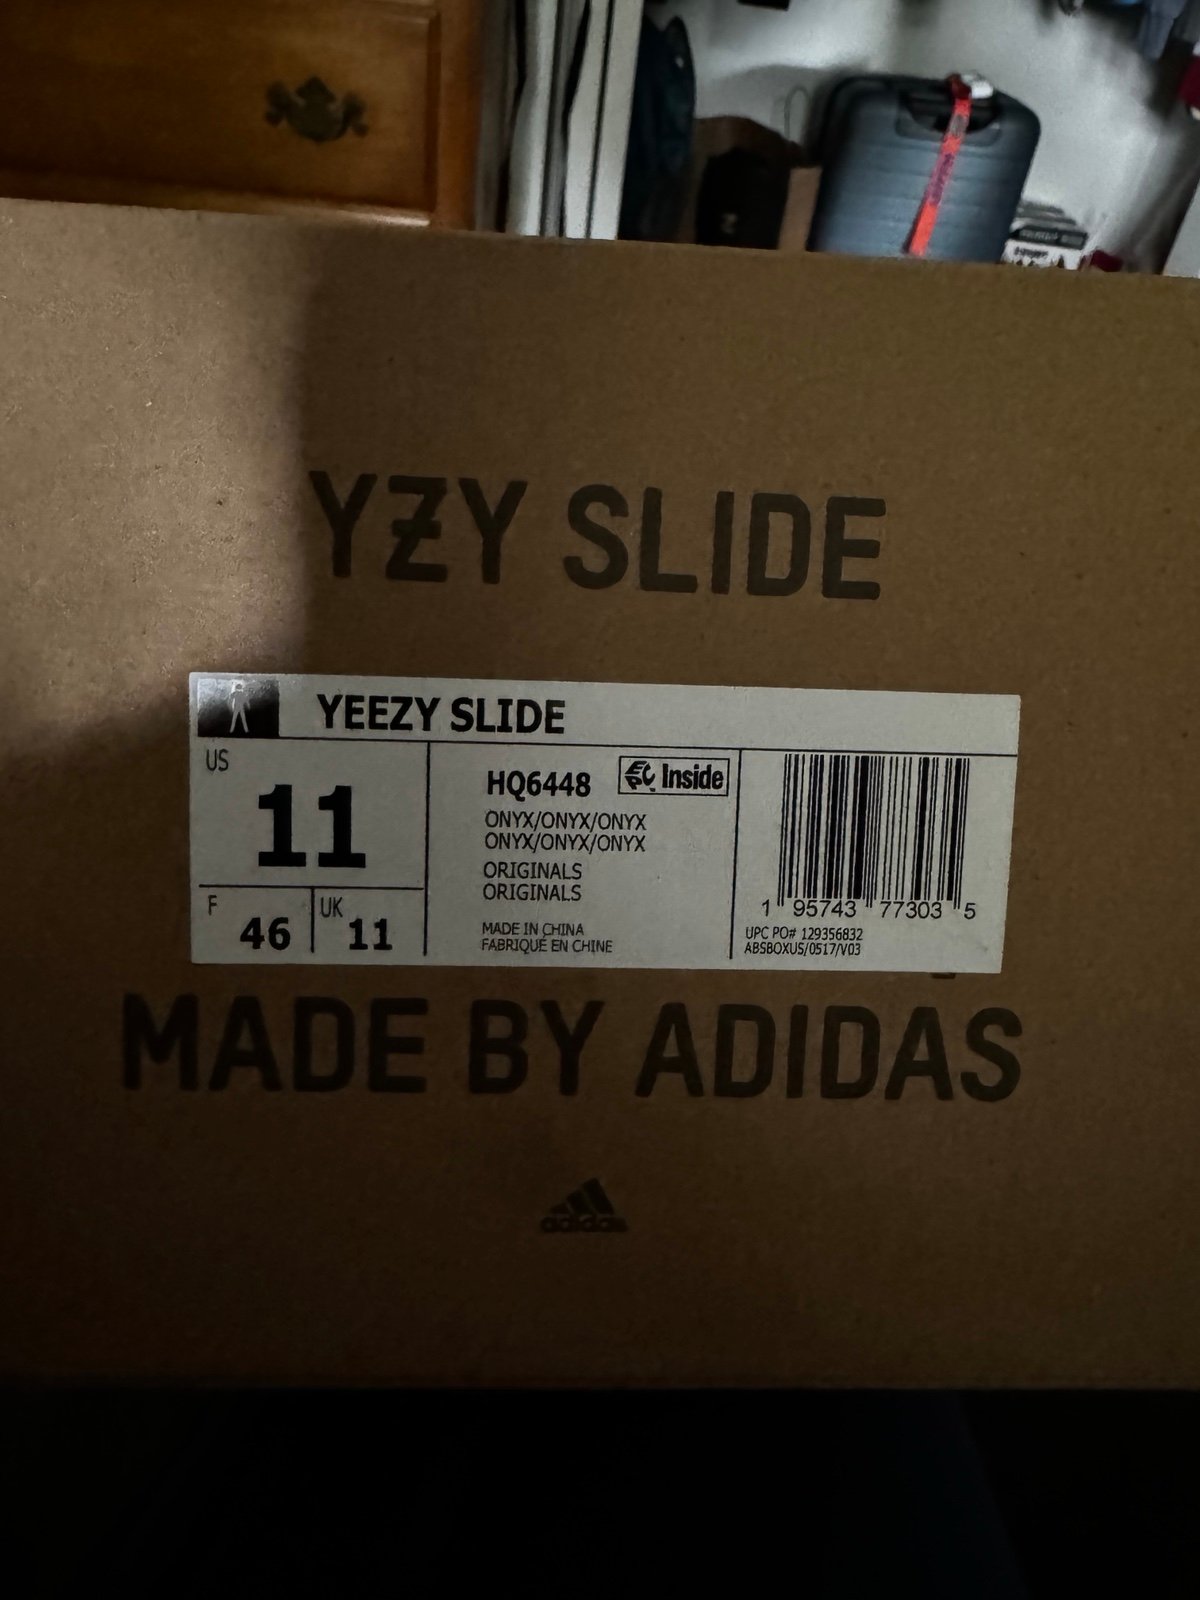 YZY SLIDE
YEEZY SLIDE
US
11
F
46
UK
11
HQ6448
EPC Inside
ONYX/ONYX/ONYX
ONYX/ONYX/ONYX
ORIGINALS
ORIGINALS
MADE IN CHINA
FABRIQUÉ EN CHINE
1 95743 77303 5
UPC PO# 129356832
ABSBOXUS/0517/V03
MADE BY ADIDAS
adidas